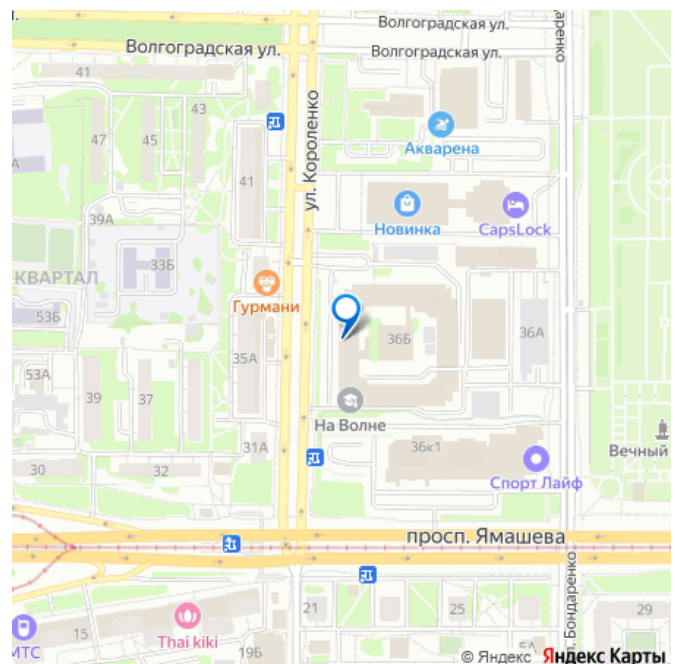 Волгоградская ул.
Волгоградская ул.
Волгоградская ул.
41
43
47
45
41
ул. Короленко
Акварена
39А
Новинка
CapsLock
КВАРТАЛ
33Б
Гурмани
53Б
36Б
36А
35А
53А
39
37
На Волне
31А
36к1
Вечный
30
32
Спорт Лайф
просп. Ямашева
21
25
29
15
МТС
Thai kiki
19Б
5А
л. Бондаренко
© Яндекс Яндекс Карты